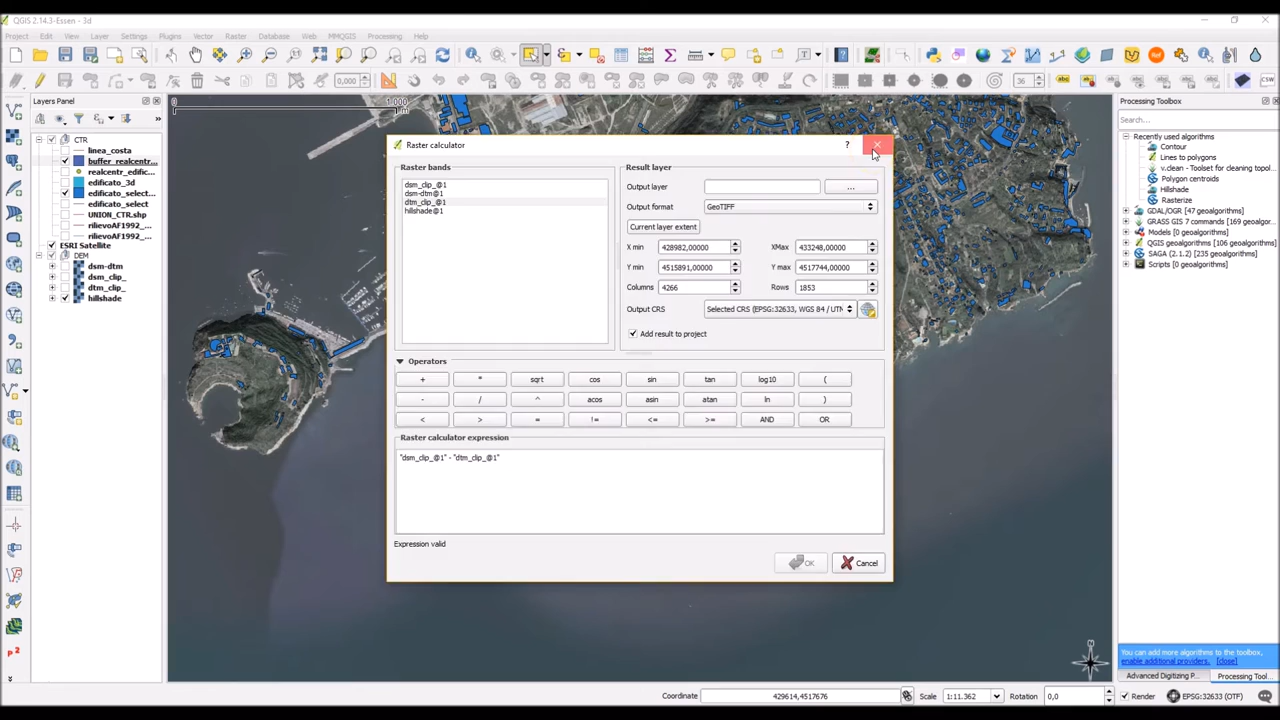 QGIS 2.14.3-Essen - 3d
Project Edit View Layer Settings Plugins Vector Raster Database Web MMQGIS Processing Help
0,000
36
CSW
Layers Panel
CTR
linea_costa
buffer_realcentr...
realcentr_edific...
edificato_3d
edificato_select...
edificato_select
UNION_CTR.shp
rilievoAF1992_...
rilievoAF1992_...
ESRI Satellite
DEM
dsm-dtm
dsm_clip_
dtm_clip_
hillshade
0 1.000
m
Raster calculator
?
Raster bands
dsm_clip_@1
dsm-dtm@1
dtm_clip_@1
hillshade@1
Result layer
Output layer ...
Output format GeoTIFF
Current layer extent
X min 428982,00000 XMax 433248,00000
Y min 4515891,00000 Y max 4517744,00000
Columns 4266 Rows 1853
Output CRS Selected CRS (EPSG:32633, WGS 84 / UTM
Add result to project
Operators
+ * sqrt cos sin tan log10 (
- / ^ acos asin atan ln )
< > = != <= >= AND OR
Raster calculator expression
"dsm_clip_@1" - "dtm_clip_@1"
Expression valid
OK Cancel
Processing Toolbox
Search...
Recently used algorithms
Contour
Lines to polygons
v.clean - Toolset for cleaning topol...
Polygon centroids
Hillshade
Rasterize
GDAL/OGR [47 geoalgorithms]
GRASS GIS 7 commands [169 geoalg...
Models [0 geoalgorithms]
QGIS geoalgorithms [106 geoalgorit...
SAGA (2.1.2) [235 geoalgorithms]
Scripts [0 geoalgorithms]
You can add more algorithms to the toolbox,
enable additional providers. [close]
Advanced Digitizing P... Processing Tool...
Coordinate 429614,4517676 Scale 1:11.362 Rotation 0,0 Render EPSG:32633 (OTF)